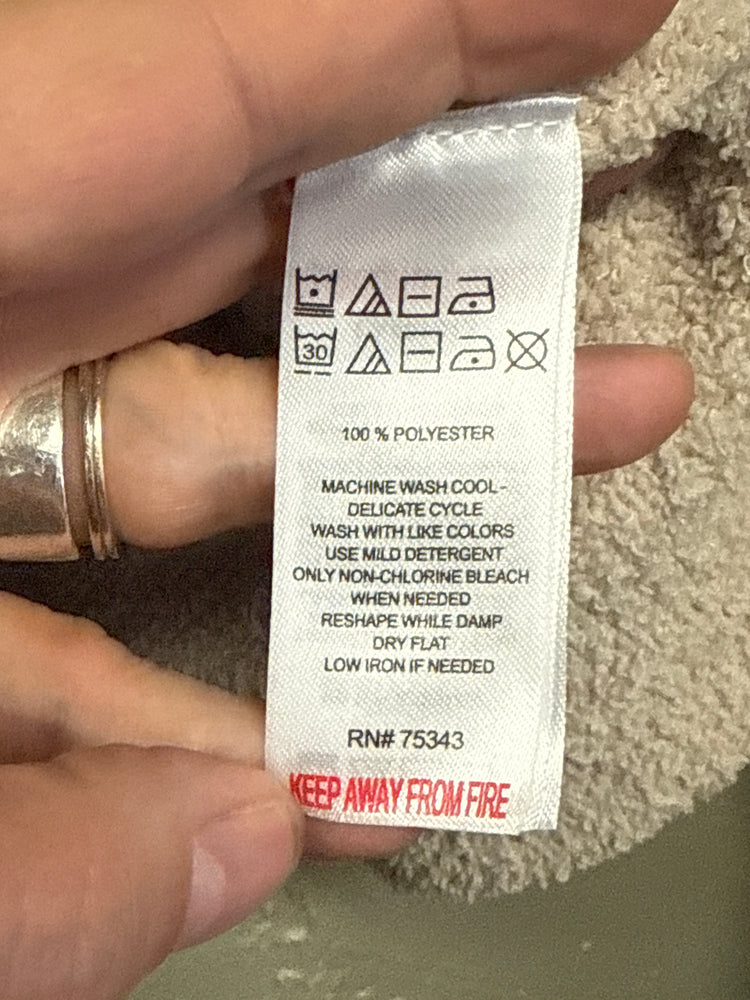 30
100 % POLYESTER
MACHINE WASH COOL -
DELICATE CYCLE
WASH WITH LIKE COLORS
USE MILD DETERGENT
ONLY NON-CHLORINE BLEACH
WHEN NEEDED
RESHAPE WHILE DAMP
DRY FLAT
LOW IRON IF NEEDED
RN# 75343
KEEP AWAY FROM FIRE